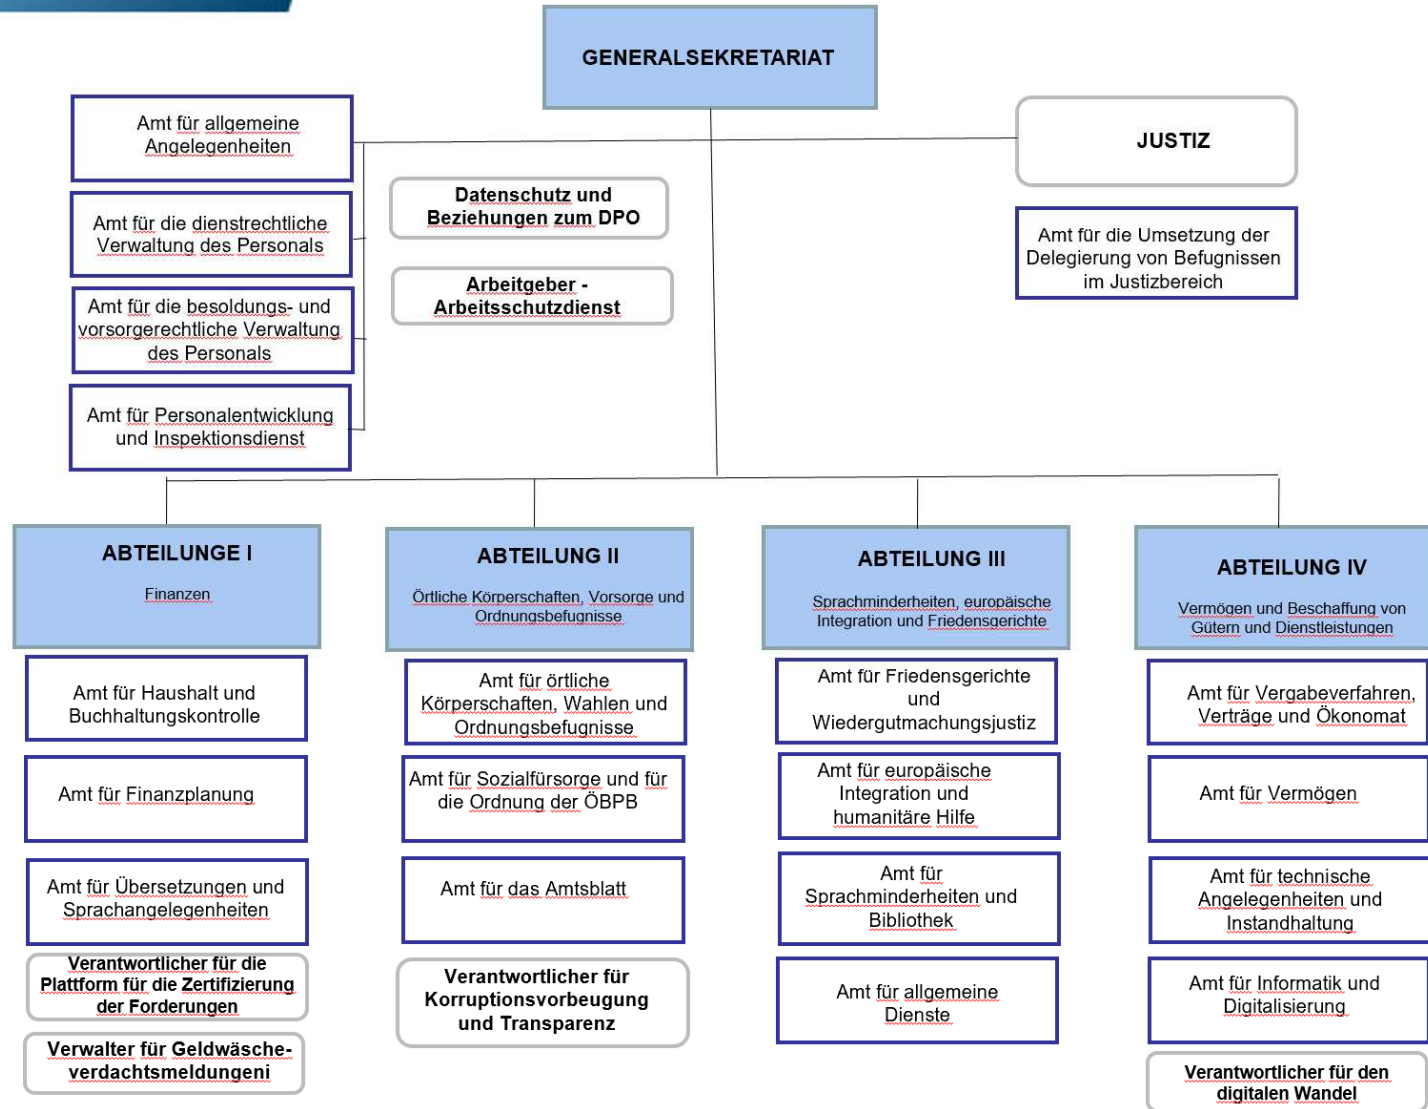 GENERALSEKRETARIAT
Amt für allgemeine
Angelegenheiten
Amt für die dienstrechtliche
Verwaltung des Personals
Amt für die besoldungs- und
vorsorgerechtliche Verwaltung
des Personals
Amt für Personalentwicklung
und Inspektionsdienst
Datenschutz und
Beziehungen zum DPO
Arbeitgeber -
Arbeitsschutzdienst
JUSTIZ
Amt für die Umsetzung der
Delegierung von Befugnissen
im Justizbereich
ABTEILUNGE I
Finanzen
Amt für Haushalt und
Buchhaltungskontrolle
Amt für Finanzplanung
Amt für Übersetzungen und
Sprachangelegenheiten
Verantwortlicher für die
Plattform für die Zertifizierung
der Forderungen
Verwalter für Geldwäsche-
verdachtsmeldungeni
ABTEILUNG II
Örtliche Körperschaften, Vorsorge und
Ordnungsbefugnisse
Amt für örtliche
Körperschaften, Wahlen und
Ordnungsbefugnisse
Amt für Sozialfürsorge und für
die Ordnung der ÖBPB
Amt für das Amtsblatt
Verantwortlicher für
Korruptionsvorbeugung
und Transparenz
ABTEILUNG III
Sprachminderheiten, europäische
Integration und Friedensgerichte
Amt für Friedensgerichte
und
Wiedergutmachungsjustiz
Amt für europäische
Integration und
humanitäre Hilfe
Amt für
Sprachminderheiten und
Bibliothek
Amt für allgemeine
Dienste
ABTEILUNG IV
Vermögen und Beschaffung von
Gütern und Dienstleistungen
Amt für Vergabeverfahren,
Verträge und Ökonomat
Amt für Vermögen
Amt für technische
Angelegenheiten und
Instandhaltung
Amt für Informatik und
Digitalisierung
Verantwortlicher für den
digitalen Wandel